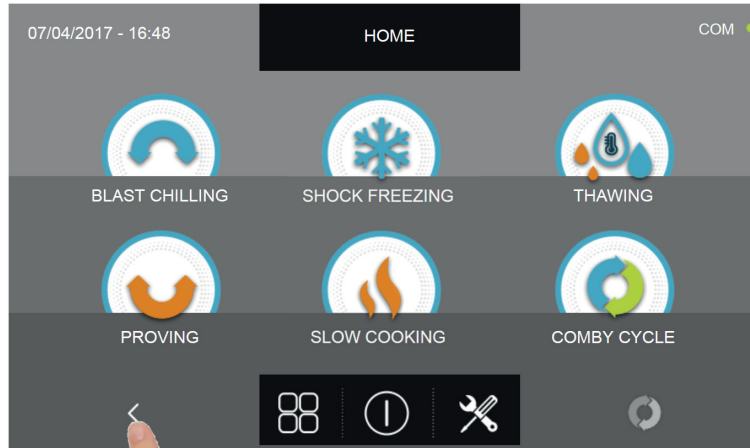 07/04/2017 - 16:48
HOME
COM
BLAST CHILLING
SHOCK FREEZING
THAWING
PROVING
SLOW COOKING
COMBY CYCLE